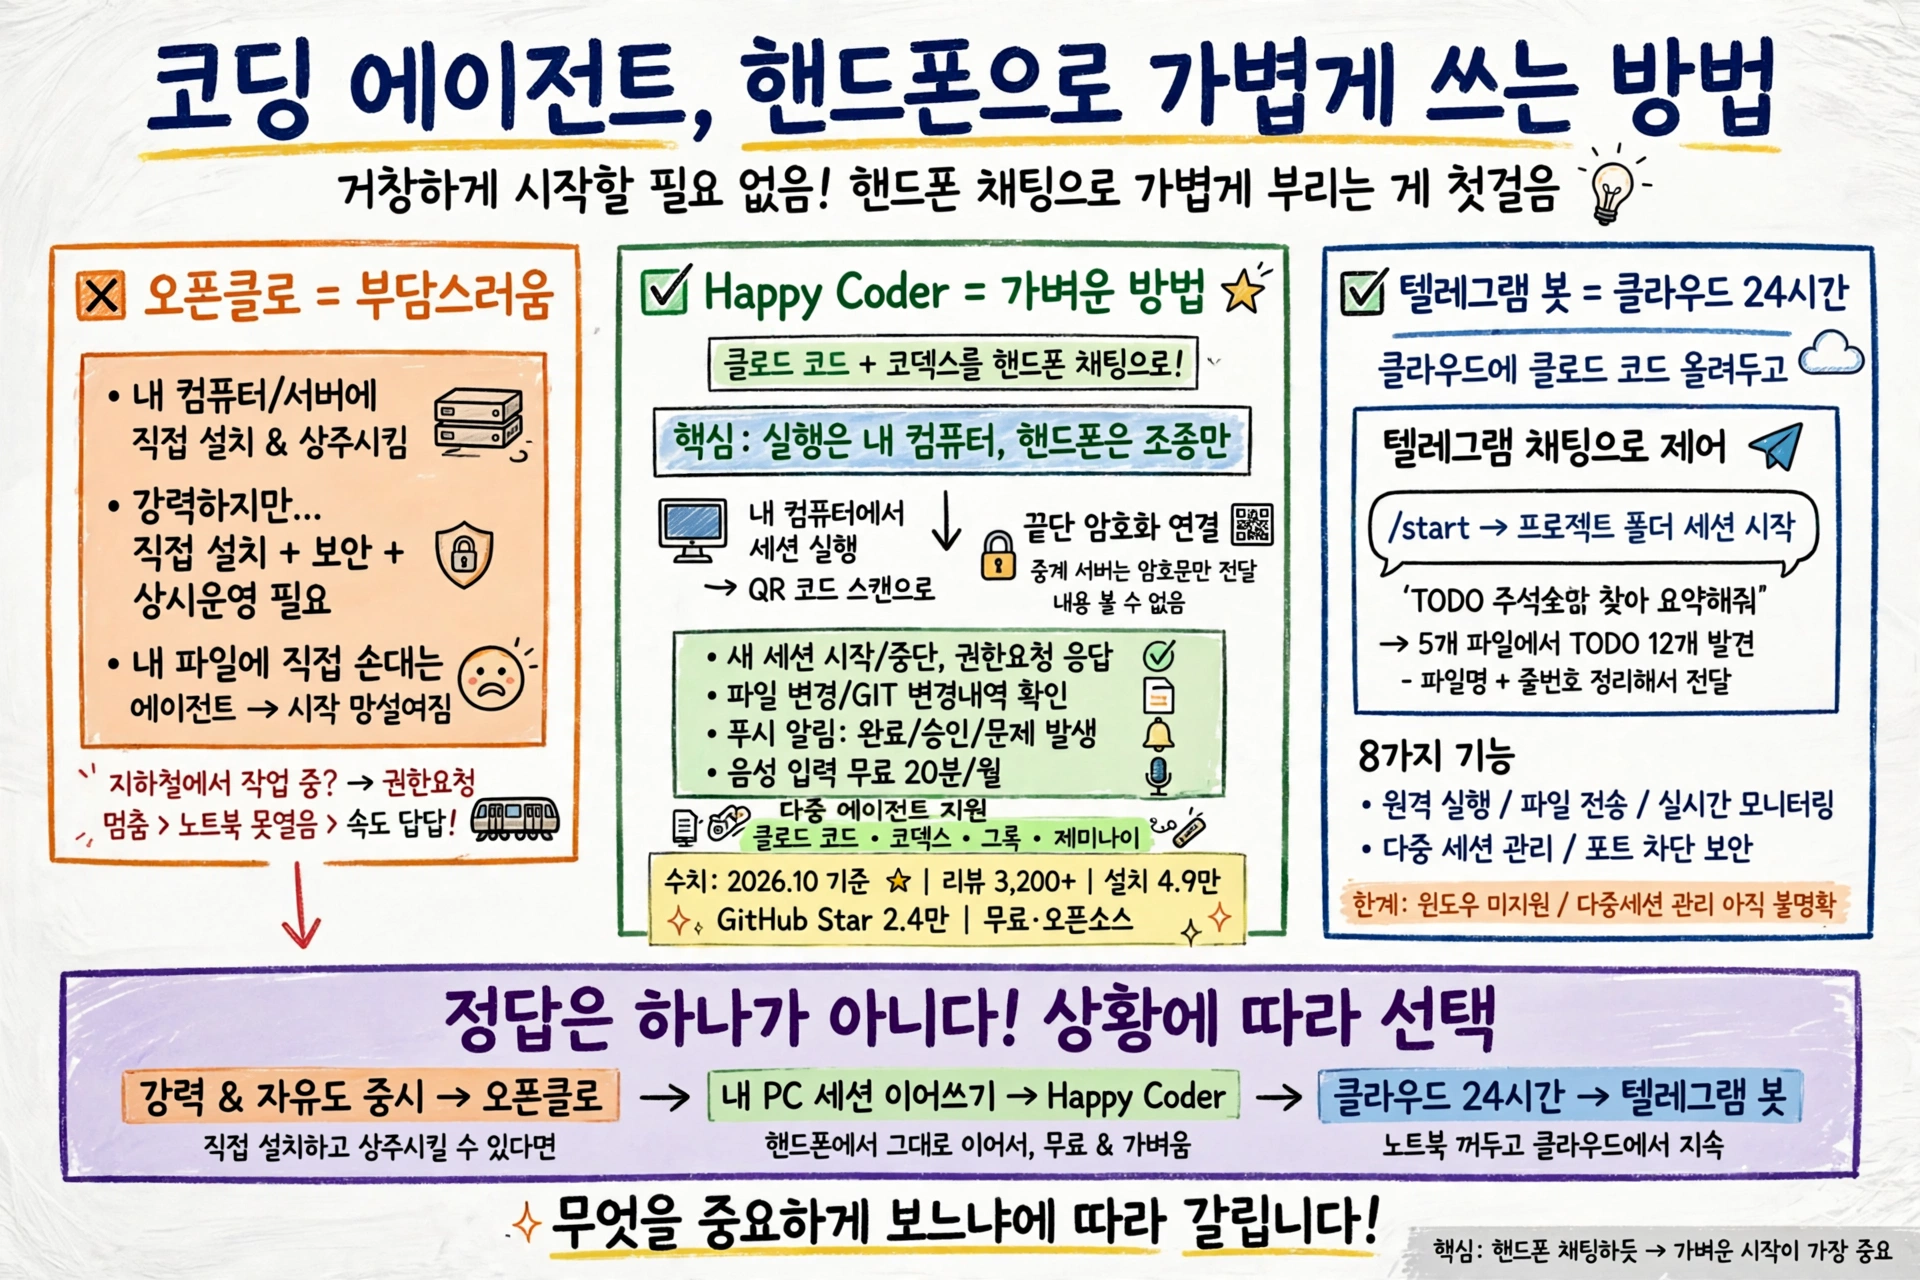 코딩 에이전트, 핸드폰으로 가볍게 쓰는 방법
거창하게 시작할 필요 없음! 핸드폰 채팅으로 가볍게 부리는 게 첫걸음
오픈클로 = 부담스러움
• 내 컴퓨터/서버에
직접 설치 & 상주시킴
• 강력하지만...
직접 설치 + 보안 +
상시운영 필요
• 내 파일에 직접 손대는
에이전트 → 시작 망설여짐
지하철에서 작업 중? → 권한요청
멈춤 > 노트북 못열음 > 속도 답답!
Happy Coder = 가벼운 방법
클로드 코드 + 코덱스를 핸드폰 채팅으로!
핵심: 실행은 내 컴퓨터, 핸드폰은 조종만
내 컴퓨터에서
세션 실행
→ QR 코드 스캔으로
끝단 암호화 연결
중계 서버는 암호문만 전달
내용 볼 수 없음
• 새 세션 시작/중단, 권한요청 응답
• 파일 변경/GIT 변경내역 확인
• 푸시 알림: 완료/승인/문제 발생
• 음성 입력 무료 20분/월
다중 에이전트 지원
클로드 코드 • 코덱스 • 그록 • 제미나이
수치: 2026.10 기준 ★ | 리뷰 3,200+ | 설치 4.9만
GitHub Star 2.4만 | 무료·오픈소스
텔레그램 봇 = 클라우드 24시간
클라우드에 클로드 코드 올려두고
텔레그램 채팅으로 제어
/start → 프로젝트 폴더 세션 시작
찾아 요약해줘"
→ 5개 파일에서 TODO 12개 발견
- 파일명 + 줄번호 정리해서 전달
8가지 기능
• 원격 실행 / 파일 전송 / 실시간 모니터링
• 다중 세션 관리 / 포트 차단 보안
한계: 윈도우 미지원 / 다중세션 관리 아직 불명확
정답은 하나가 아니다! 상황에 따라 선택
강력 & 자유도 중시 → 오픈클로 → 내 PC 세션 이어쓰기 → Happy Coder → 클라우드 24시간 → 텔레그램 봇
직접 설치하고 상주시킬 수 있다면
핸드폰에서 그대로 이어서, 무료 & 가벼움
노트북 꺼두고 클라우드에서 지속
무엇을 중요하게 보느냐에 따라 갈립니다!
핵심: 핸드폰 채팅하듯 → 가벼운 시작이 가장 중요